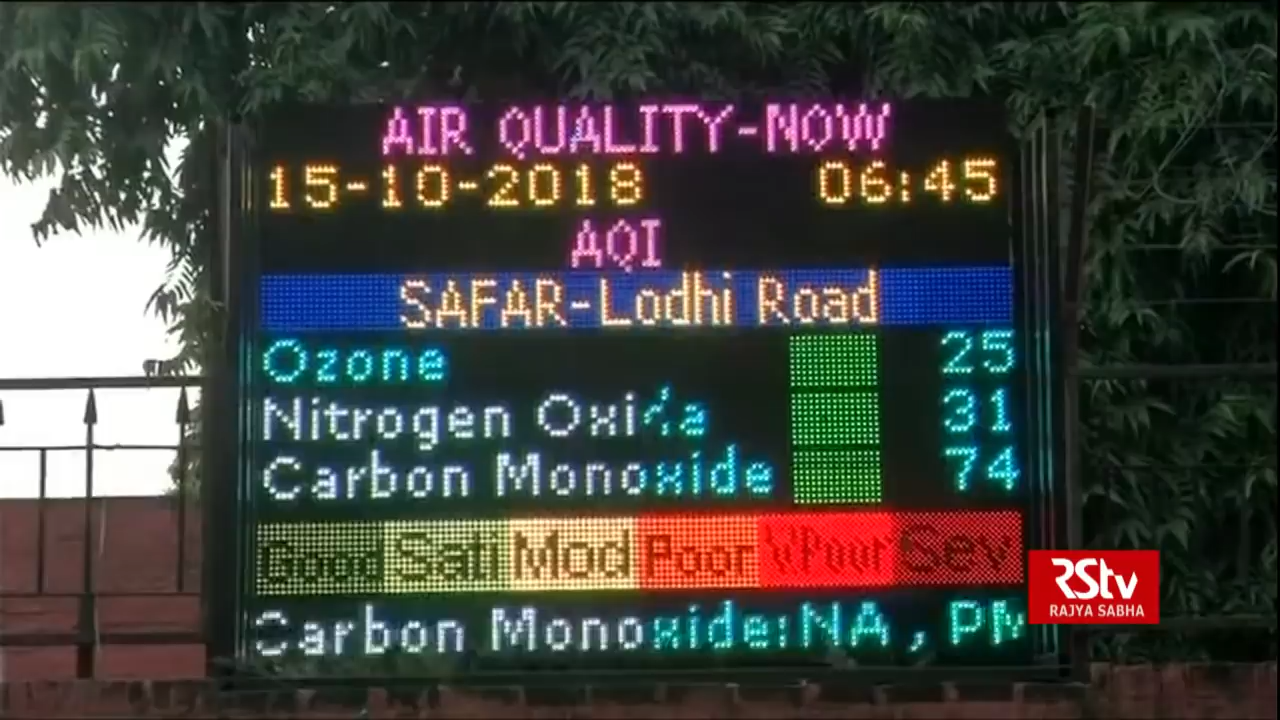 AIR QUALITY-NOW
15-10-2018 06:45
AQI
SAFAR-Lodhi Road
Ozone 25
Nitrogen Oxide 31
Carbon Monoxide 74
Good Sati Mod Poor VPoor Sev
Carbon Monoxide:NA, PM
RStv
RAJYA SABHA